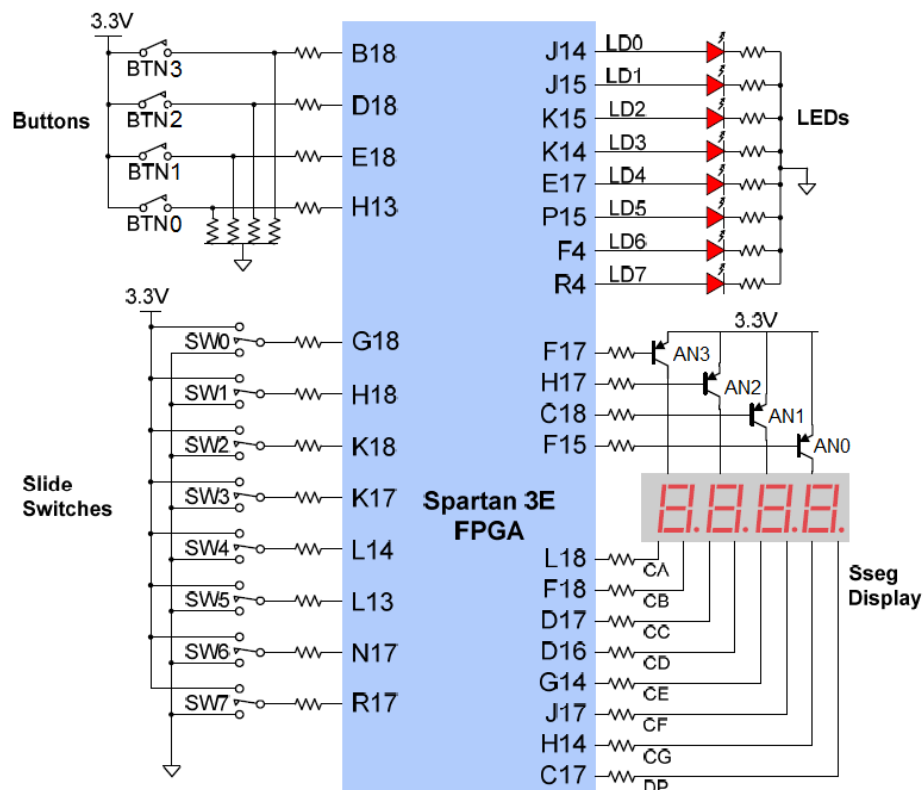 3.3V
BTN3
BTN2
BTN1
BTN0
Buttons
B18
D18
E18
H13
J14 LD0
J15 LD1
K15 LD2
K14 LD3
E17 LD4
P15 LD5
F4 LD6
R4 LD7
LEDs
3.3V
SW0
SW1
SW2
SW3
SW4
SW5
SW6
SW7
Slide
Switches
G18
H18
K18
K17
L14
L13
N17
R17
Spartan 3E
FPGA
3.3V
F17 AN3
H17 AN2
C18 AN1
F15 AN0
8.8.8.8.
L18 CA
F18 CB
D17 CC
D16 CD
G14 CE
J17 CF
H14 CG
C17 DP
Sseg
Display